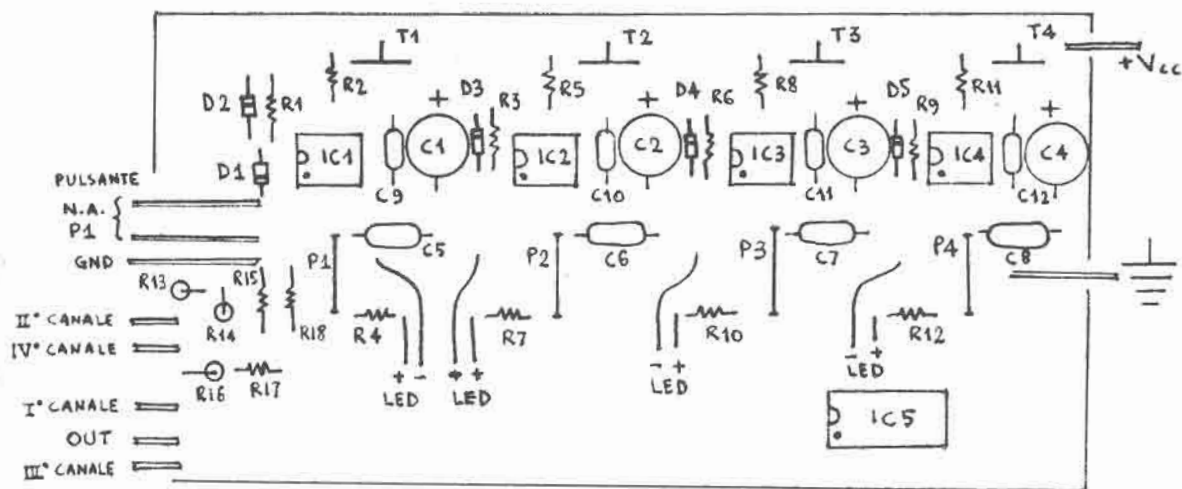 T1 T2 T3 T4
+ Vcc
R2 R5 R8 R11
D2 R1 D3 R3 D4 R6 D5 R9
IC1 C1 IC2 C2 IC3 C3 IC4 C4
D1
C9 C10 C11 C12
PULSANTE
N.A.
P1
GND
P1 C5 P2 C6 P3 C7 P4 C8
R13 R15
II° CANALE
R14 R18 R4 R7 R10 R12
IV° CANALE
R16 R17
+ - + + - + - +
LED LED LED LED
I° CANALE
OUT
IC5
III° CANALE